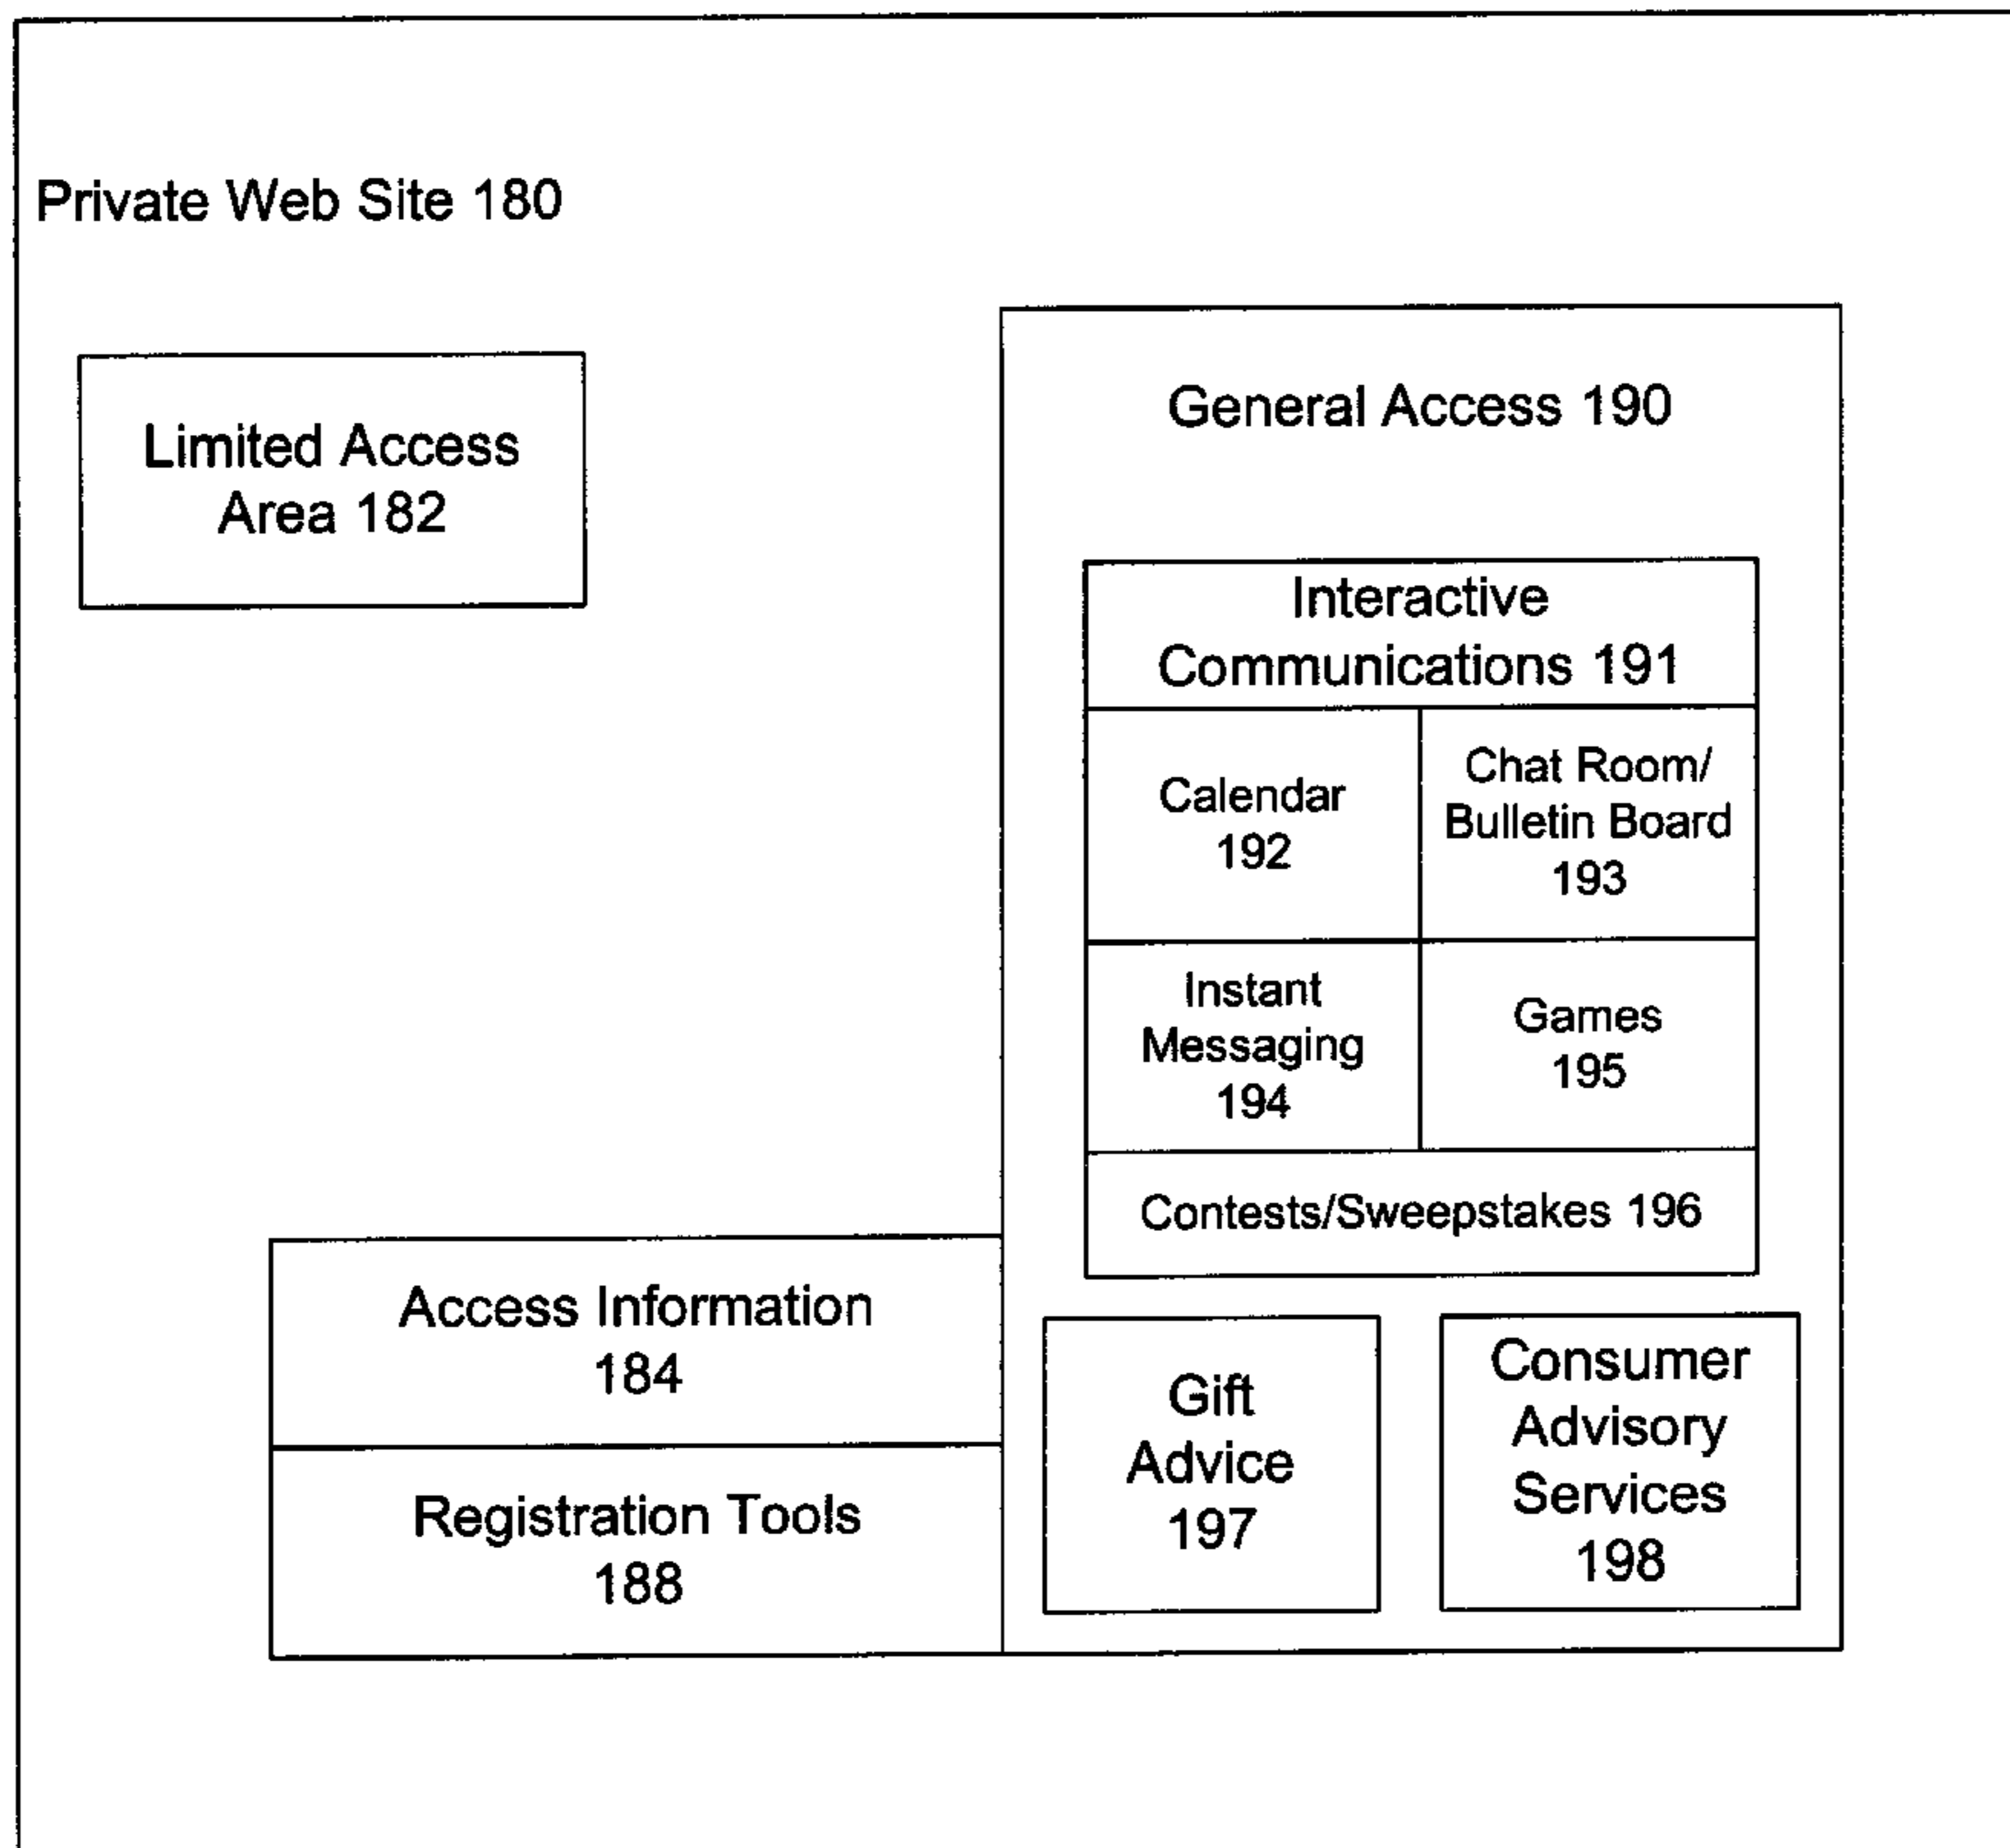 Private Web Site 180
Limited Access
Area 182
General Access 190
Interactive
Communications 191
Calendar
192
Chat Room/
Bulletin Board
193
Instant
Messaging
194
Games
195
Contests/Sweepstakes 196
Access Information
184
Registration Tools
188
Gift
Advice
197
Consumer
Advisory
Services
198